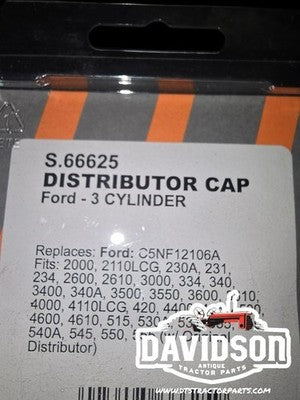 S.66625
DISTRIBUTOR CAP
Ford - 3 CYLINDER
Replaces: Ford: C5NF12106A
Fits: 2000, 2110LCG, 230A, 231,
234, 2600, 2610, 3000, 334, 340,
3400, 340A, 3500, 3550, 3600,
4000, 4110LCG, 420,
4600, 4610, 515,
540A, 545, 550,
Distributor)
DAVIDSON
ANTIQUE
TRACTOR PARTS
WWW.DTSTRACTORPARTS.COM